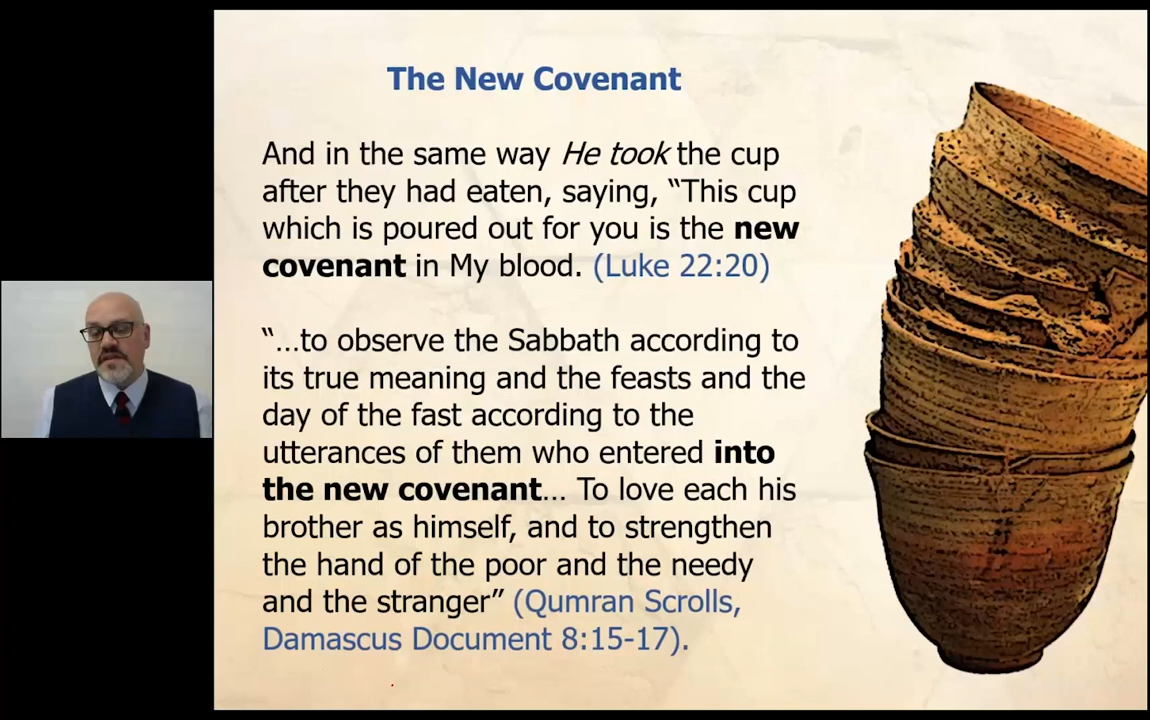 The New Covenant
And in the same way He took the cup
after they had eaten, saying, “This cup
which is poured out for you is the new
covenant in My blood. (Luke 22:20)
“…to observe the Sabbath according to
its true meaning and the feasts and the
day of the fast according to the
utterances of them who entered into
the new covenant… To love each his
brother as himself, and to strengthen
the hand of the poor and the needy
and the stranger” (Qumran Scrolls,
Damascus Document 8:15-17).